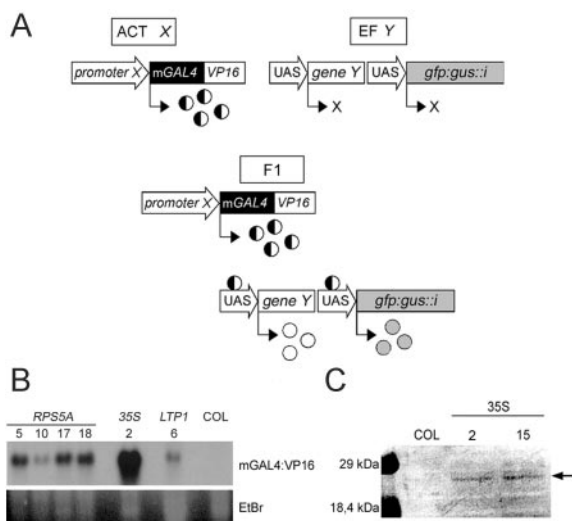 A
ACT X
EF Y
promoter X mGAL4 VP16
UAS gene Y UAS gfp:gus::i
X X
F1
promoter X mGAL4 VP16
UAS gene Y UAS gfp:gus::i
B
RPS5A 35S LTP1 COL
5 10 17 18 2 6
mGAL4:VP16
EtBr
C
35S
COL 2 15
29 kDa
18,4 kDa